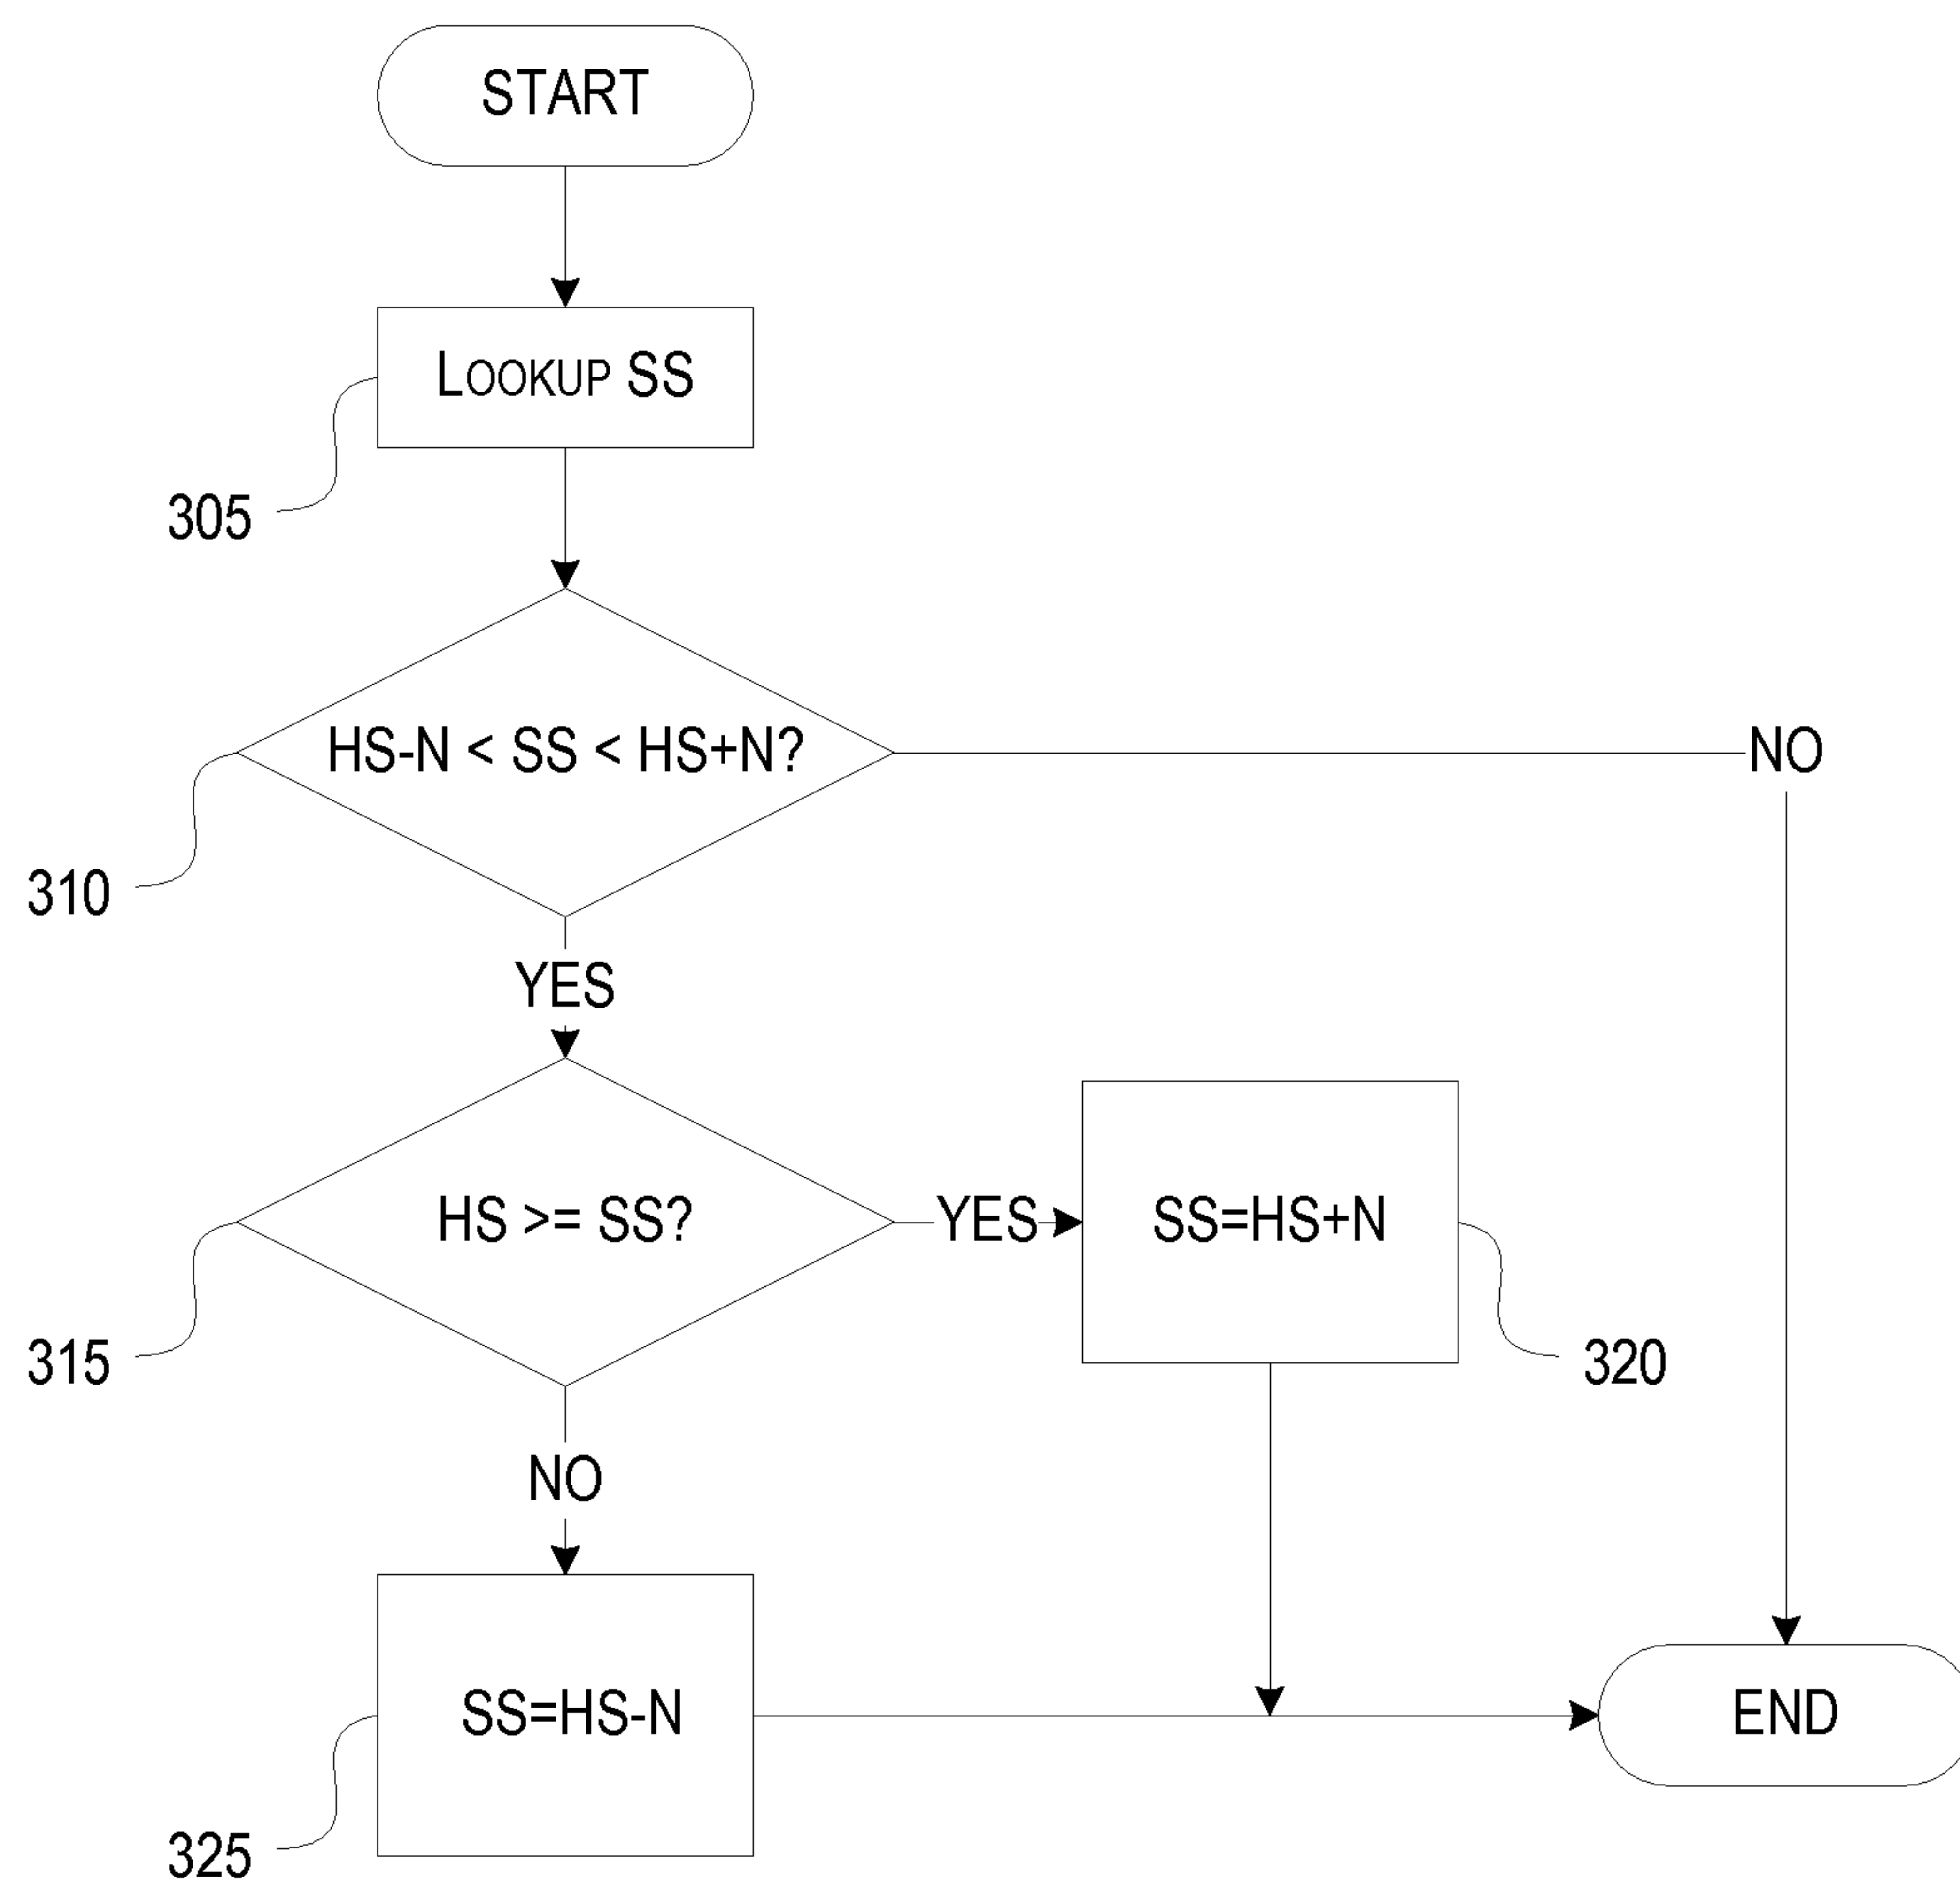 START
LOOKUP SS
305
HS-N < SS < HS+N?
NO
310
YES
HS >= SS?
YES
SS=HS+N
315
320
NO
SS=HS-N
END
325